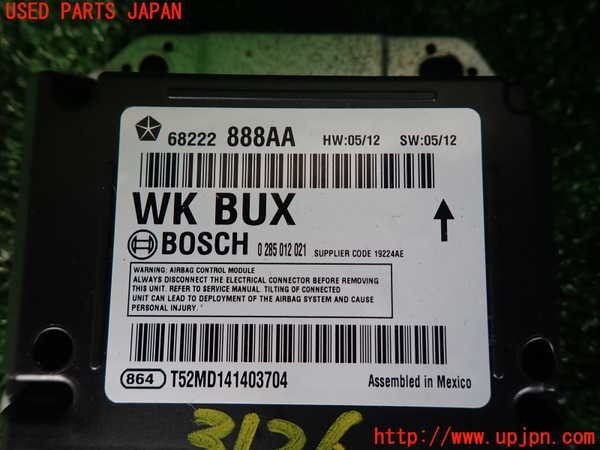 USED PARTS JAPAN
68222 888AA HW:05/12 SW:05/12
WK BUX
BOSCH 0 285 012 021 SUPPLIER CODE 19224AE
WARNING: AIRBAG CONTROL MODULE
ALWAYS DISCONNECT THE ELECTRICAL CONNECTOR BEFORE REMOVING
THIS UNIT. REFER TO SERVICE MANUAL. TILTING OF CONNECTED
UNIT CAN LEAD TO DEPLOYMENT OF THE AIRBAG SYSTEM AND CAUSE
PERSONAL INJURY.
864 T52MD141403704 Assembled in Mexico
3126
http://www.upjpn.com/